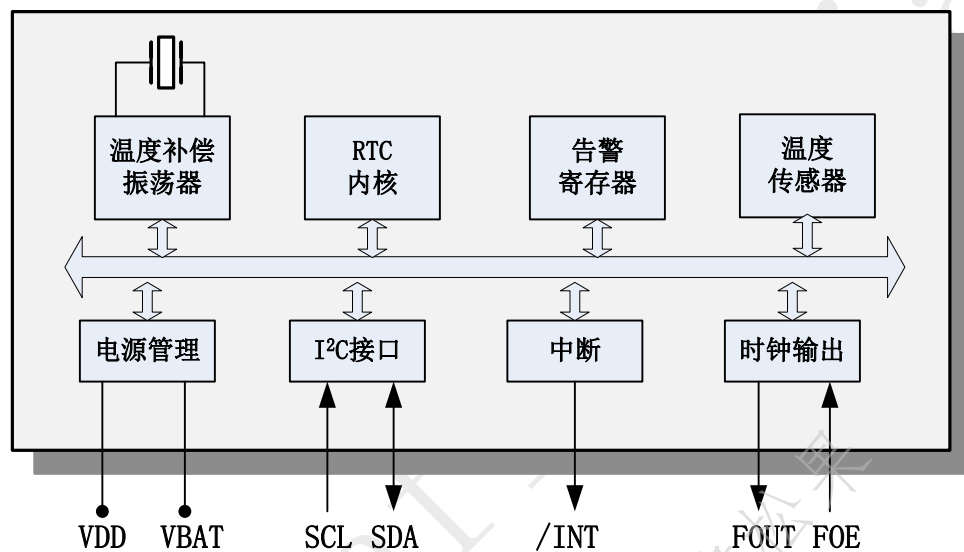 温度补偿
振荡器
RTC
内核
告警
寄存器
温度
传感器
电源管理
I²C接口
中断
时钟输出
VDD VBAT SCL SDA /INT FOUT FOE